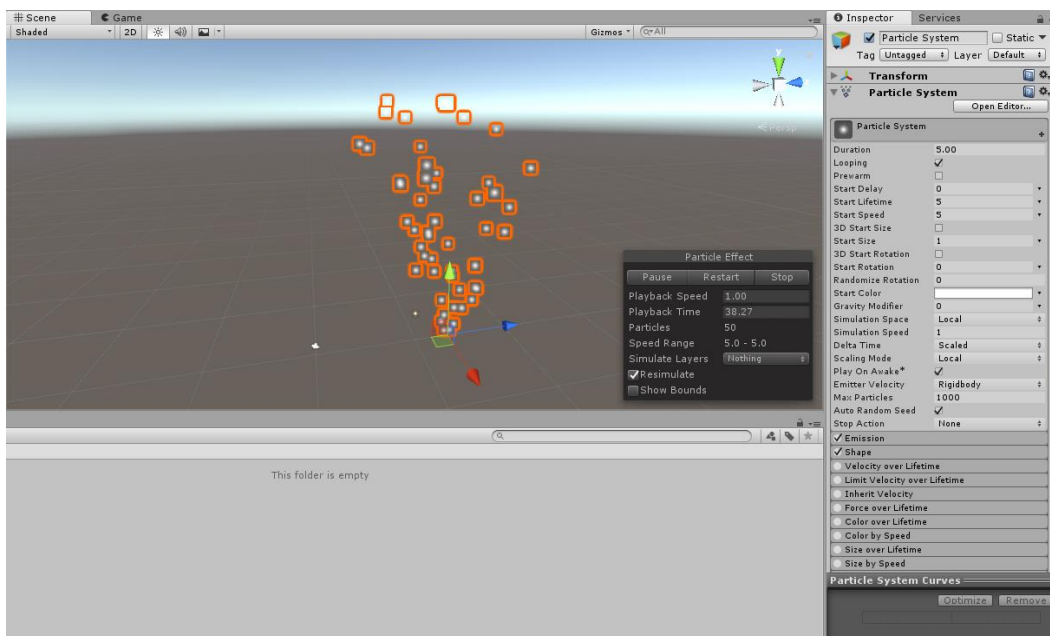 Scene Game
Shaded 2D Gizmos All
y
Persp
Particle Effect
Pause Restart Stop
Playback Speed 1.00
Playback Time 38.27
Particles 50
Speed Range 5.0 - 5.0
Simulate Layers Nothing
Resimulate
Show Bounds
This folder is empty
Inspector Services
Particle System Static
Tag Untagged Layer Default
Transform
Particle System
Open Editor...
Particle System
Duration 5.00
Looping
Prewarm
Start Delay 0
Start Lifetime 5
Start Speed 5
3D Start Size
Start Size 1
3D Start Rotation
Start Rotation 0
Randomize Rotation 0
Start Color
Gravity Modifier 0
Simulation Space Local
Simulation Speed 1
Delta Time Scaled
Scaling Mode Local
Play On Awake*
Emitter Velocity Rigidbody
Max Particles 1000
Auto Random Seed
Stop Action None
Emission
Shape
Velocity over Lifetime
Limit Velocity over Lifetime
Inherit Velocity
Force over Lifetime
Color over Lifetime
Color by Speed
Size over Lifetime
Size by Speed
Particle System Curves
Optimize Remove